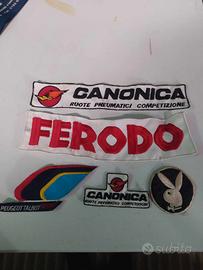 CANONICA
RUOTE PNEUMATICI COMPETIZIONE
FERODO
PEUGEOT TALBOT
CANONICA
RUOTE PNEUMATICI COMPETIZIONE
subito